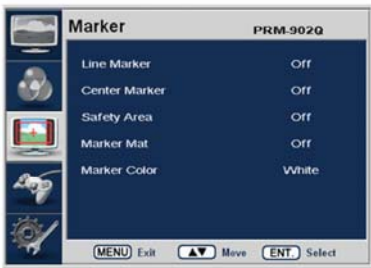 Marker PRM-902Q
Line Marker Off
Center Marker Off
Safety Area Off
Marker Mat Off
Marker Color White
MENU Exit ▲▼ Move ENT. Select